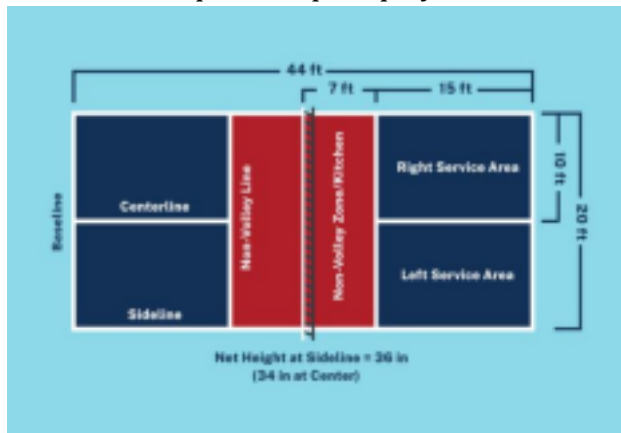 44 ft
7 ft
15 ft
Right Service Area
10 ft
20 ft
Non-Volley Line
Non-Volley Zone/Kitchen
Baseline
Centerline
Left Service Area
Sideline
Net Height at Sideline = 36 in
(34 in at Center)